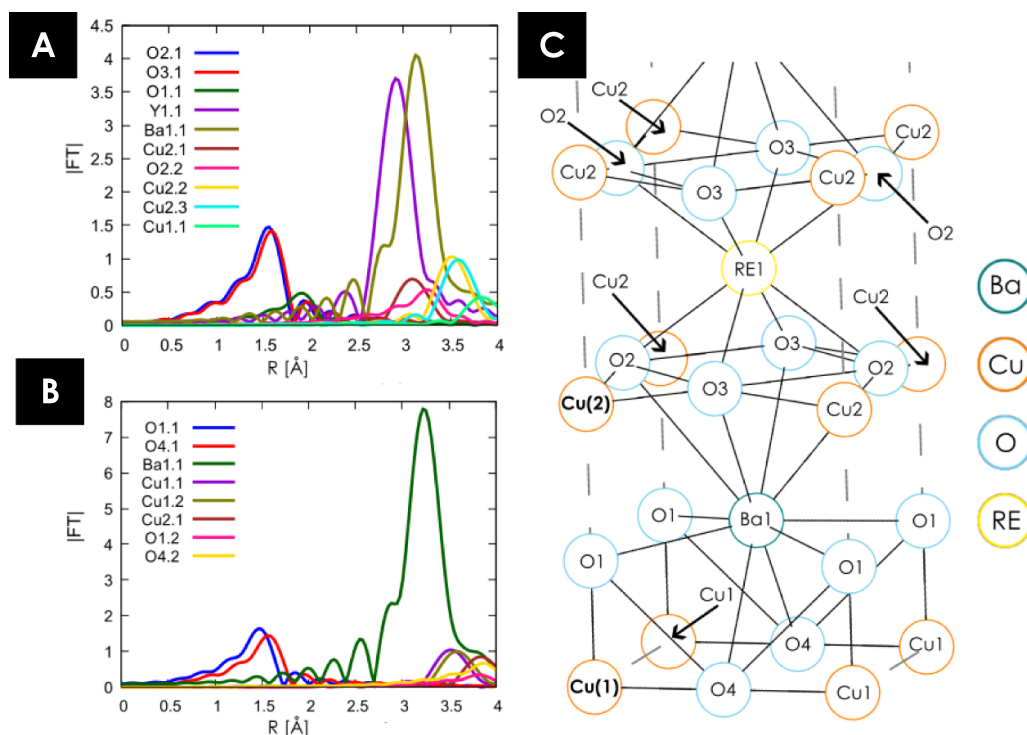 A
4.5
4
3.5
3
2.5
2
1.5
1
0.5
0
|FT|
O2.1
O3.1
O1.1
Y1.1
Ba1.1
Cu2.1
O2.2
Cu2.2
Cu2.3
Cu1.1
0 0.5 1 1.5 2 2.5 3 3.5 4
R [Å]
B
8
7
6
5
4
3
2
1
0
|FT|
O1.1
O4.1
Ba1.1
Cu1.1
Cu1.2
Cu2.1
O1.2
O4.2
0 0.5 1 1.5 2 2.5 3 3.5 4
R [Å]
C
Cu2
O2
Cu2
O3
Cu2
O3
Cu2
O2
RE1
Cu2
Cu2
O3
O2
O2
O3
Cu(2)
Cu2
O1
Ba1
O1
O1
O1
Cu1
O4
Cu1
Cu(1)
O4
Cu1
Ba
Cu
O
RE